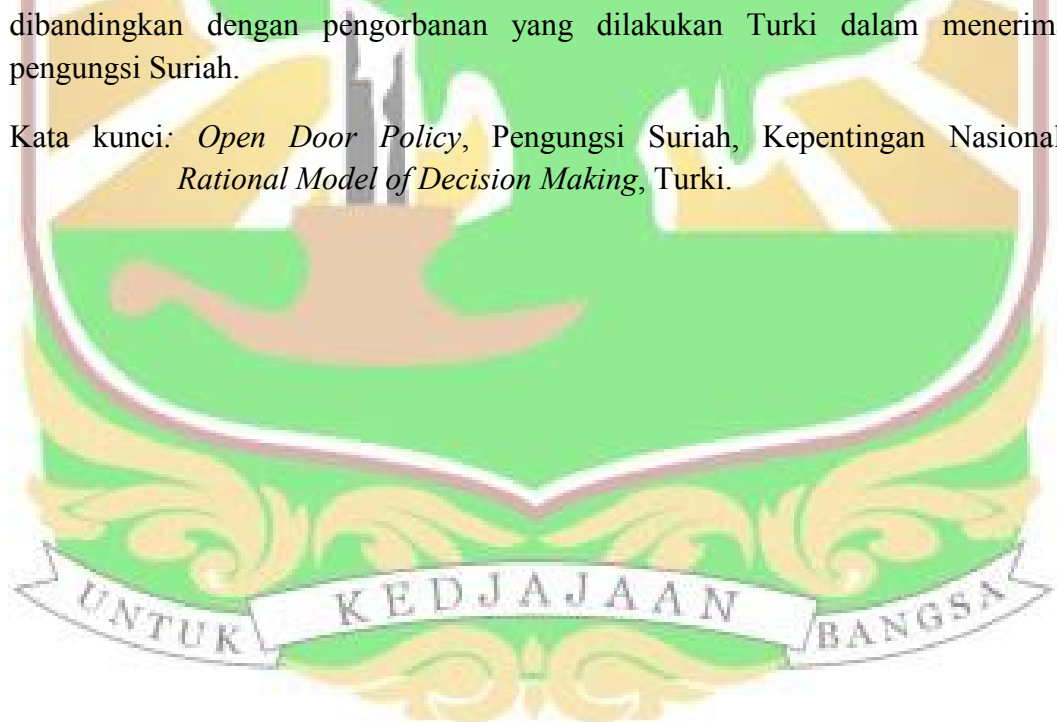 dibandingkan dengan pengorbanan yang dilakukan Turki dalam menerim
pengungsi Suriah.
Kata kunci: Open Door Policy, Pengungsi Suriah, Kepentingan Nasional
Rational Model of Decision Making, Turki.
UNTUK KEDJAJAAN BANGSA